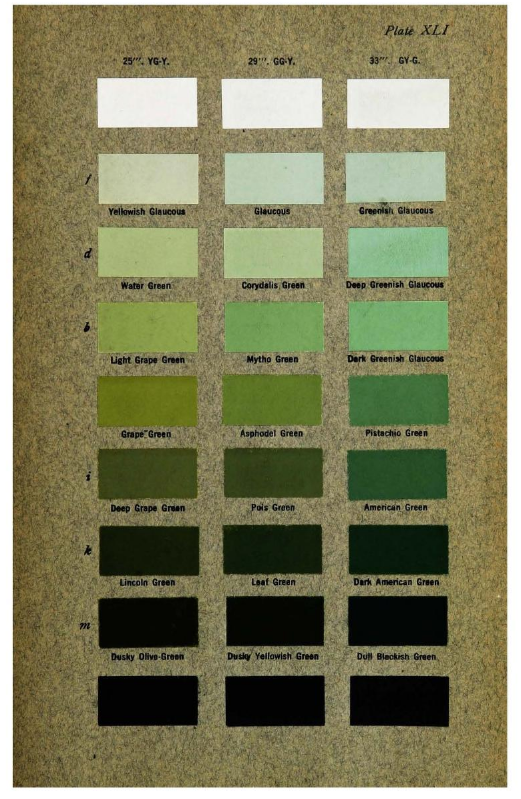 Plate XLI
25'''. YG-Y. 29'''. GG-Y. 33'''. GY-G.
f
Yellowish Glaucous Glaucous Greenish Glaucous
d
Water Green Corydalis Green Deep Greenish Glaucous
b
Light Grape Green Mytho Green Dark Greenish Glaucous
Grape Green Asphodel Green Pistachio Green
i
Deep Grape Green Pois Green American Green
k
Lincoln Green Leaf Green Dark American Green
m
Dusky Olive-Green Dusky Yellowish Green Dull Blackish Green